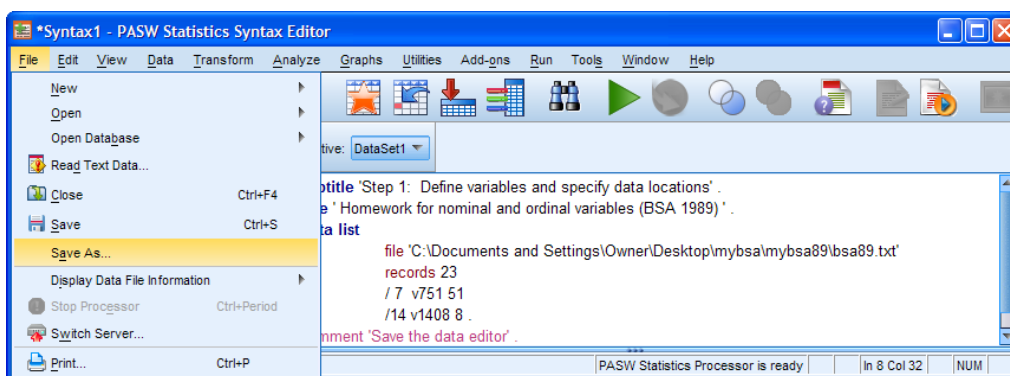 *Syntax1 - PASW Statistics Syntax Editor
File Edit View Data Transform Analyze Graphs Utilities Add-ons Run Tools Window Help
New
Open
Open Database
Read Text Data...
Close Ctrl+F4
Save Ctrl+S
Save As...
Display Data File Information
Stop Processor Ctrl+Period
Switch Server...
Print... Ctrl+P
tive: DataSet1
btitle 'Step 1: Define variables and specify data locations' .
e ' Homework for nominal and ordinal variables (BSA 1989) ' .
ta list
file 'C:\Documents and Settings\Owner\Desktop\mybsa\mybsa89\bsa89.txt'
records 23
/ 7 v751 51
/14 v1408 8 .
mment 'Save the data editor' .
PASW Statistics Processor is ready In 8 Col 32 NUM